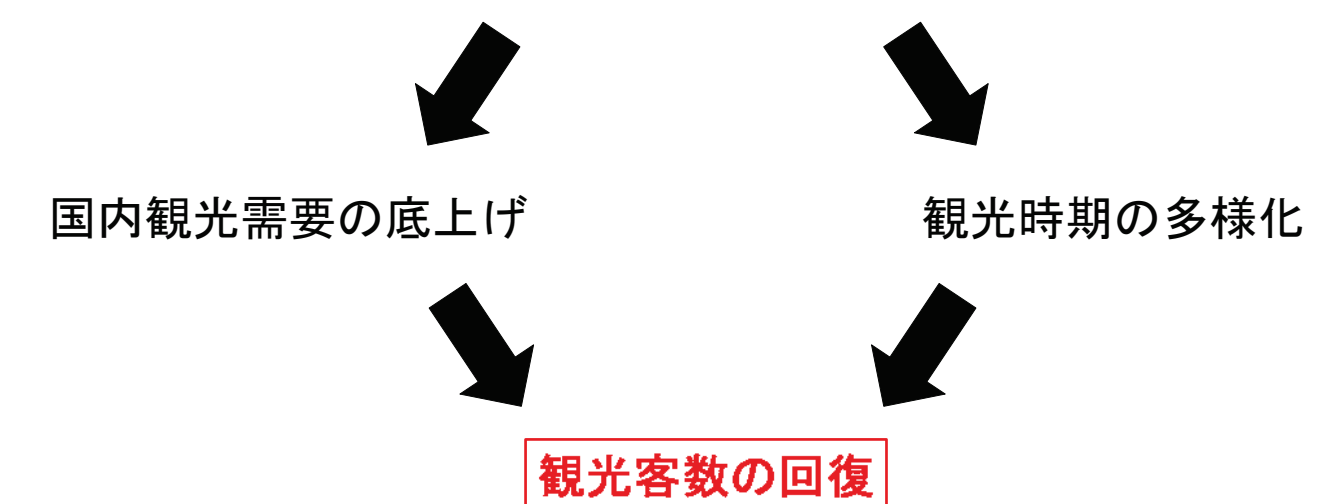 国内観光需要の底上げ
観光時期の多様化
観光客数の回復